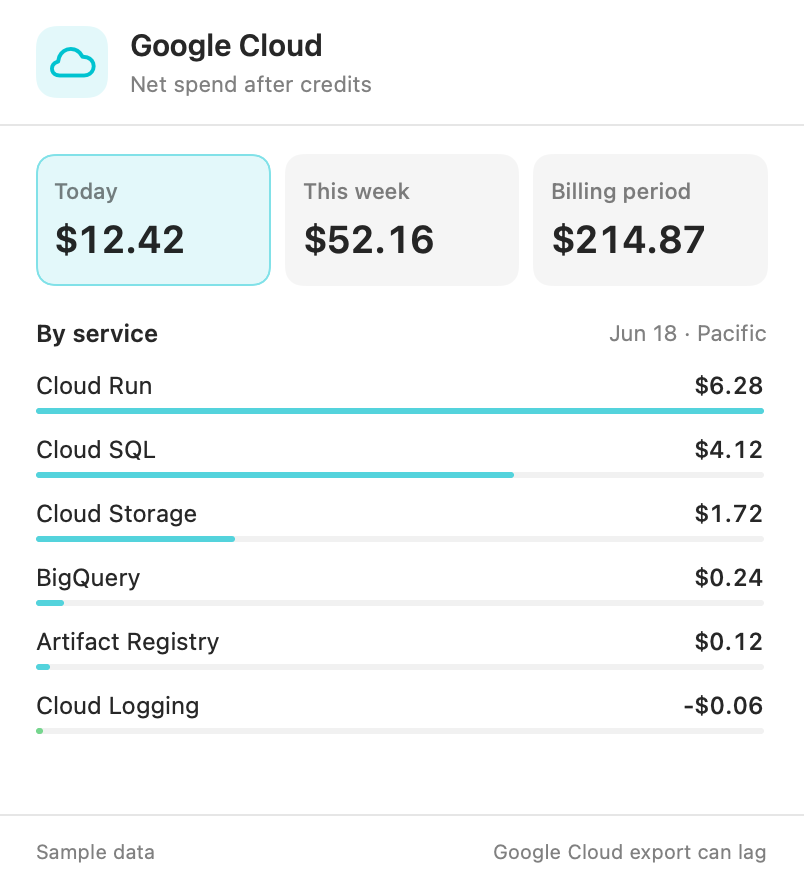 Google Cloud
Net spend after credits
Today
$12.42
This week
$52.16
Billing period
$214.87
By service
Jun 18 · Pacific
Cloud Run
$6.28
Cloud SQL
$4.12
Cloud Storage
$1.72
BigQuery
$0.24
Artifact Registry
$0.12
Cloud Logging
-$0.06
Sample data
Google Cloud export can lag